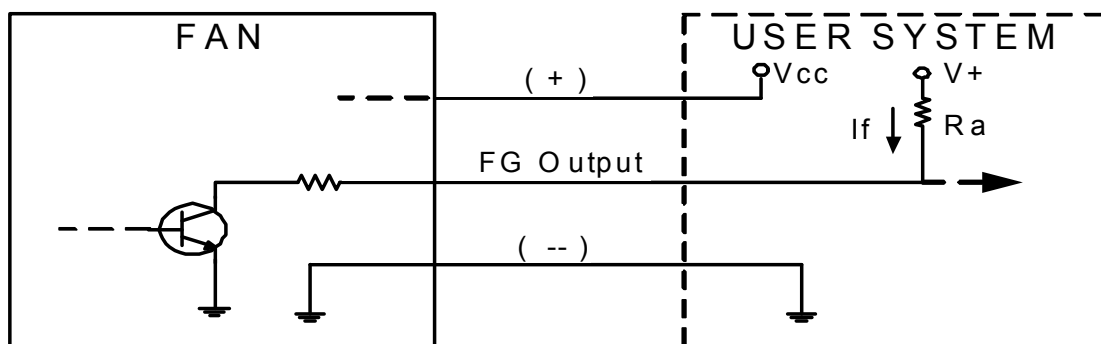 FAN
USER SYSTEM
Vcc
V+
( + )
If
Ra
FG Output
( -- )